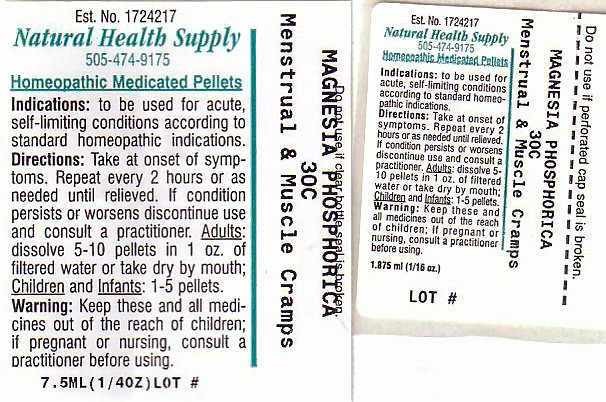 Est. No. 1724217
Natural Health Supply
505-474-9175
Homeopathic Medicated Pellets
Indications: to be used for acute,
self-limiting conditions according to
standard homeopathic indications.
Directions: Take at onset of symp-
toms. Repeat every 2 hours or as
needed until relieved. If condition
persists or worsens discontinue use
and consult a practitioner. Adults:
dissolve 5-10 pellets in 1 oz. of
filtered water or take dry by mouth;
Children and Infants: 1-5 pellets.
Warning: Keep these and all medi-
cines out of the reach of children;
if pregnant or nursing, consult a
practitioner before using.
7.5ML(1/4OZ)LOT #
Do not use if clear bottle seal is broken.
MAGNESIA PHOSPHORICA
30C
Menstrual & Muscle Cramps
Est. No. 1724217
Natural Health Supply
505-474-9175
Homeopathic Medicated Pellets
Indications: to be used for
acute, self-limiting conditions
according to standard homeo-
pathic indications.
Directions: Take at onset of
symptoms. Repeat every 2
hours or as needed until relieved.
If condition persists or worsens
discontinue use and consult a
practitioner. Adults: dissolve 5-
10 pellets in 1 oz. of filtered
water or take dry by mouth;
Children and Infants: 1-5 pellets.
Warning: Keep these and
all medicines out of the reach
of children; if pregnant or
nursing, consult a practitioner
before using.
1.875 ml (1/16 oz.)
LOT #
Do not use if perforated cap seal is broken.
MAGNESIA PHOSPHORICA
30C
Menstrual & Muscle Cramps